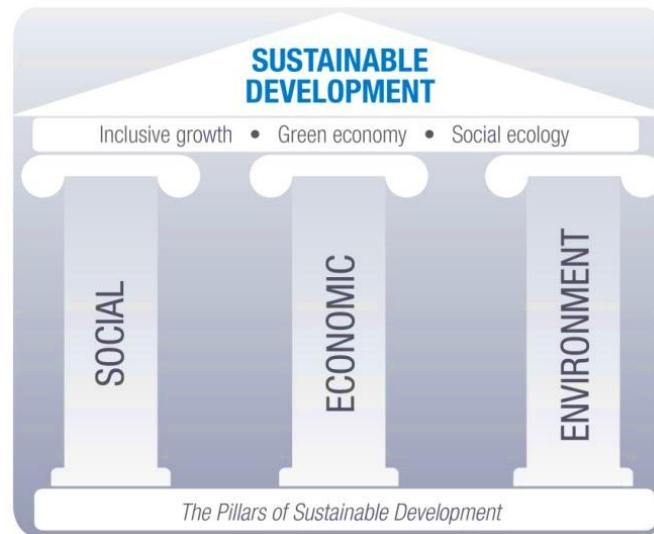 SUSTAINABLE
DEVELOPMENT
Inclusive growth • Green economy • Social ecology
SOCIAL
ECONOMIC
ENVIRONMENT
The Pillars of Sustainable Development